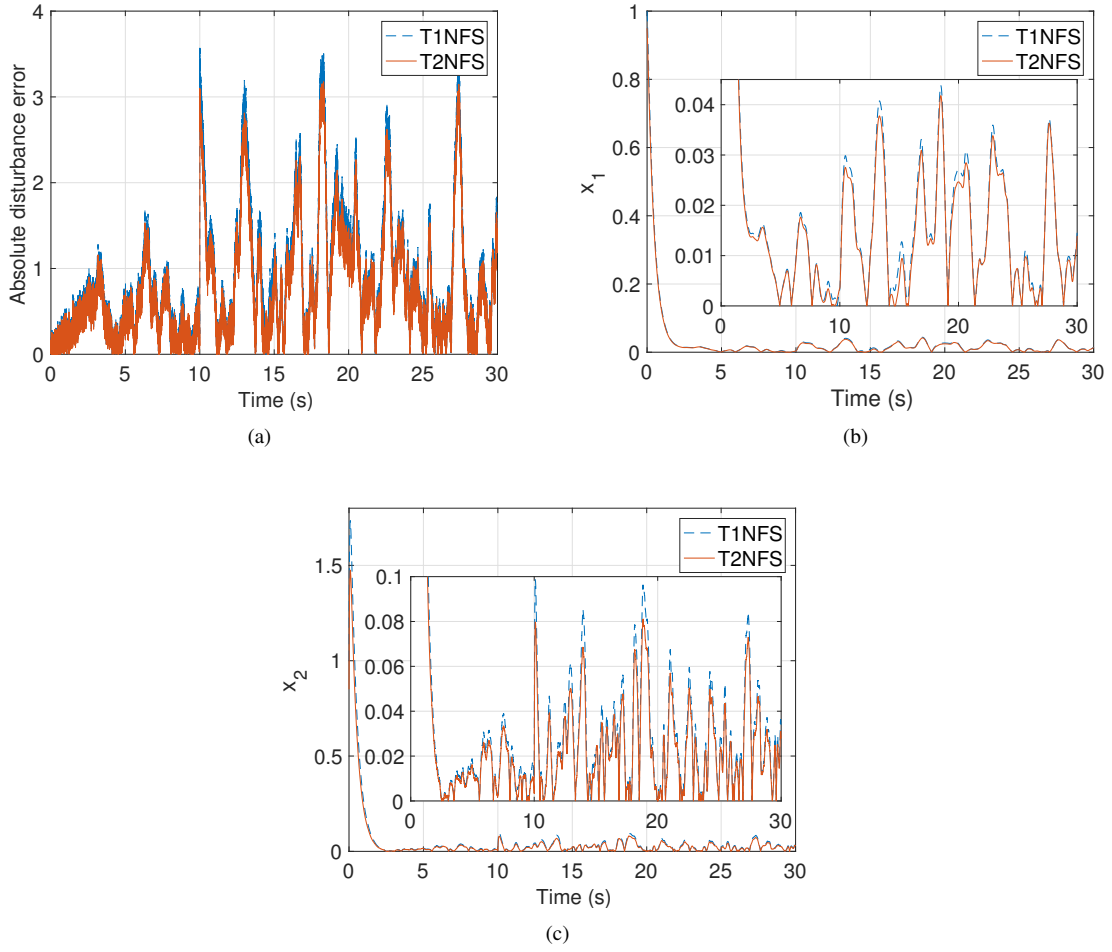 4
3
2
1
0
Absolute disturbance error
T1NFS
T2NFS
0 5 10 15 20 25 30
Time (s)
(a)
1
0.8
0.6
0.4
0.2
0
x1
T1NFS
T2NFS
0.04
0.03
0.02
0.01
0
0 10 20 30
0 5 10 15 20 25 30
Time (s)
(b)
1.5
1
0.5
0
x2
T1NFS
T2NFS
0.1
0.08
0.06
0.04
0.02
0
0 10 20 30
0 5 10 15 20 25 30
Time (s)
(c)